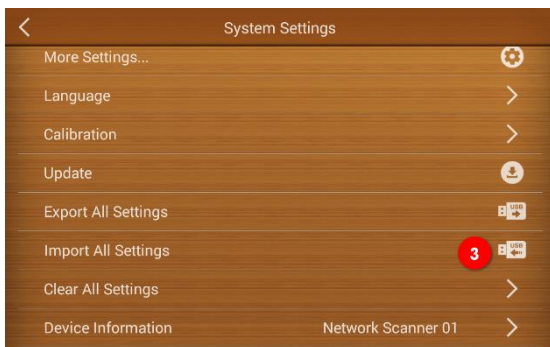 System Settings
More Settings...
Language
Calibration
Update
Export All Settings USB
Import All Settings 3 USB
Clear All Settings
Device Information Network Scanner 01